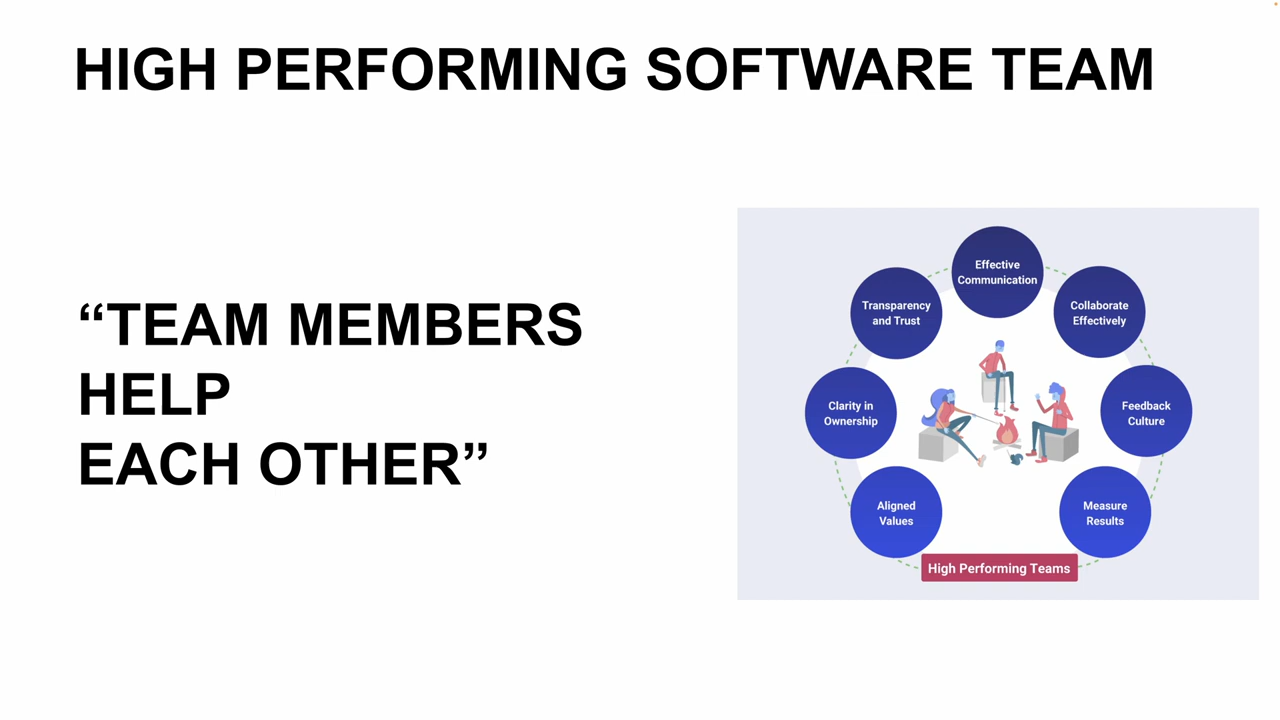 HIGH PERFORMING SOFTWARE TEAM
“TEAM MEMBERS
HELP
EACH OTHER”
Effective
Communication
Transparency
and Trust
Collaborate
Effectively
Clarity in
Ownership
Feedback
Culture
Aligned
Values
Measure
Results
High Performing Teams